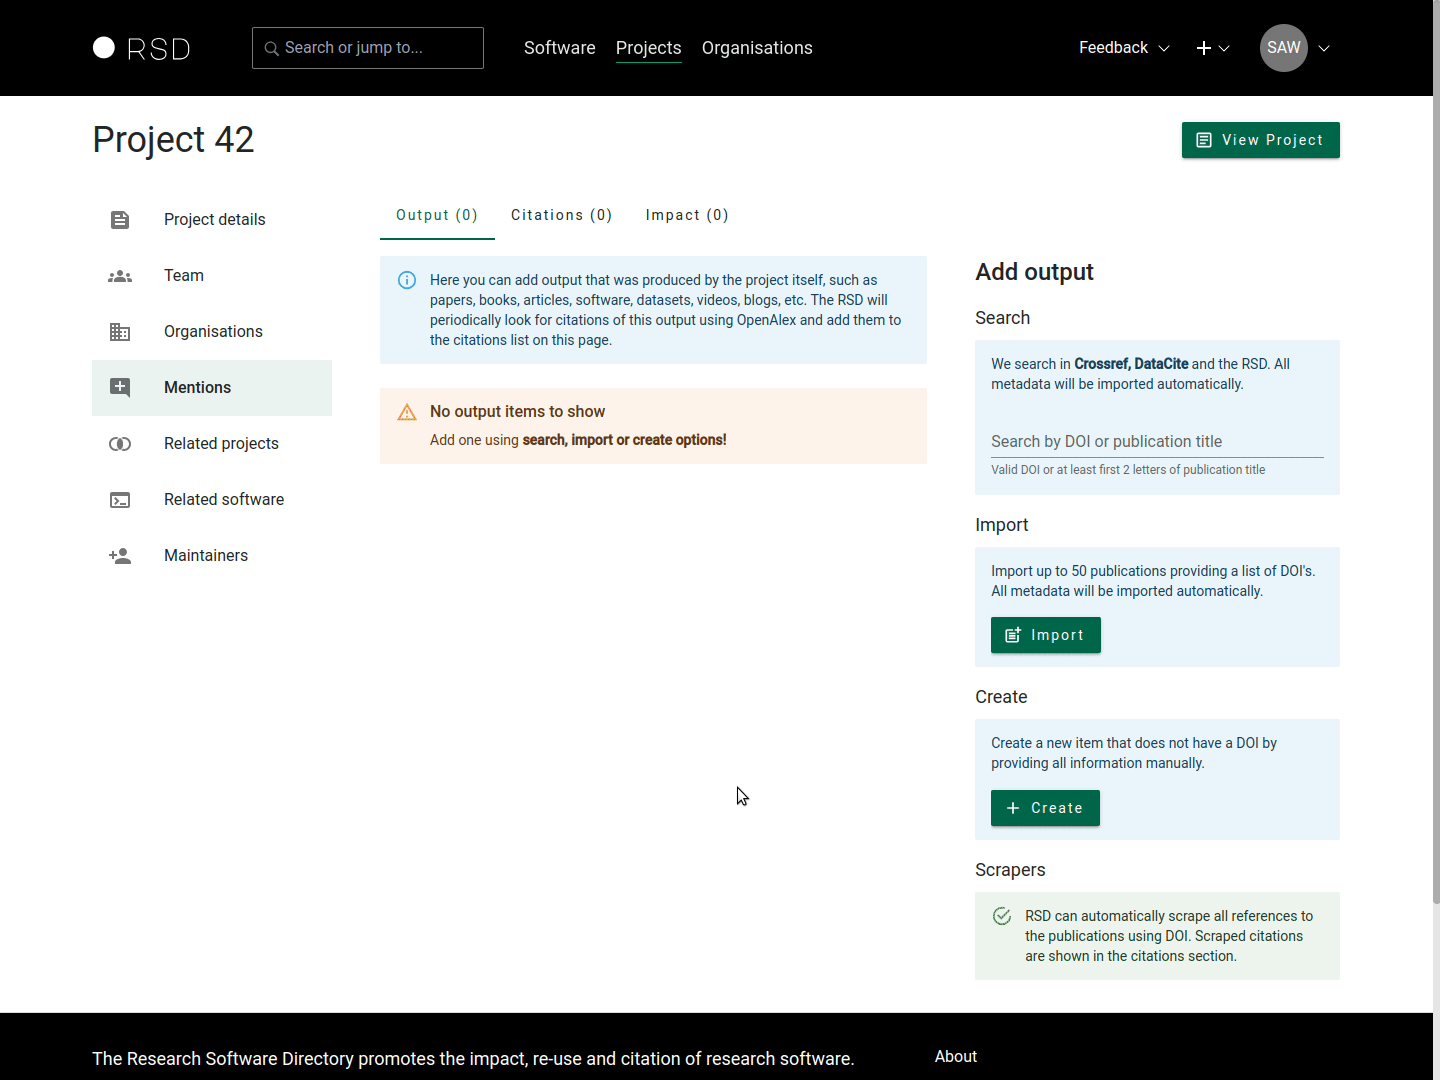 RSD
Search or jump to...
Software
Projects
Organisations
Feedback
SAW
Project 42
View Project
Project details
Team
Organisations
Mentions
Related projects
Related software
Maintainers
Output (0)
Citations (0)
Impact (0)
Here you can add output that was produced by the project itself, such as
papers, books, articles, software, datasets, videos, blogs, etc. The RSD will
periodically look for citations of this output using OpenAlex and add them to
the citations list on this page.
No output items to show
Add one using search, import or create options!
Add output
Search
We search in Crossref, DataCite and the RSD. All
metadata will be imported automatically.
Search by DOI or publication title
Valid DOI or at least first 2 letters of publication title
Import
Import up to 50 publications providing a list of DOI's.
All metadata will be imported automatically.
Import
Create
Create a new item that does not have a DOI by
providing all information manually.
Create
Scrapers
RSD can automatically scrape all references to
the publications using DOI. Scraped citations
are shown in the citations section.
The Research Software Directory promotes the impact, re-use and citation of research software.
About